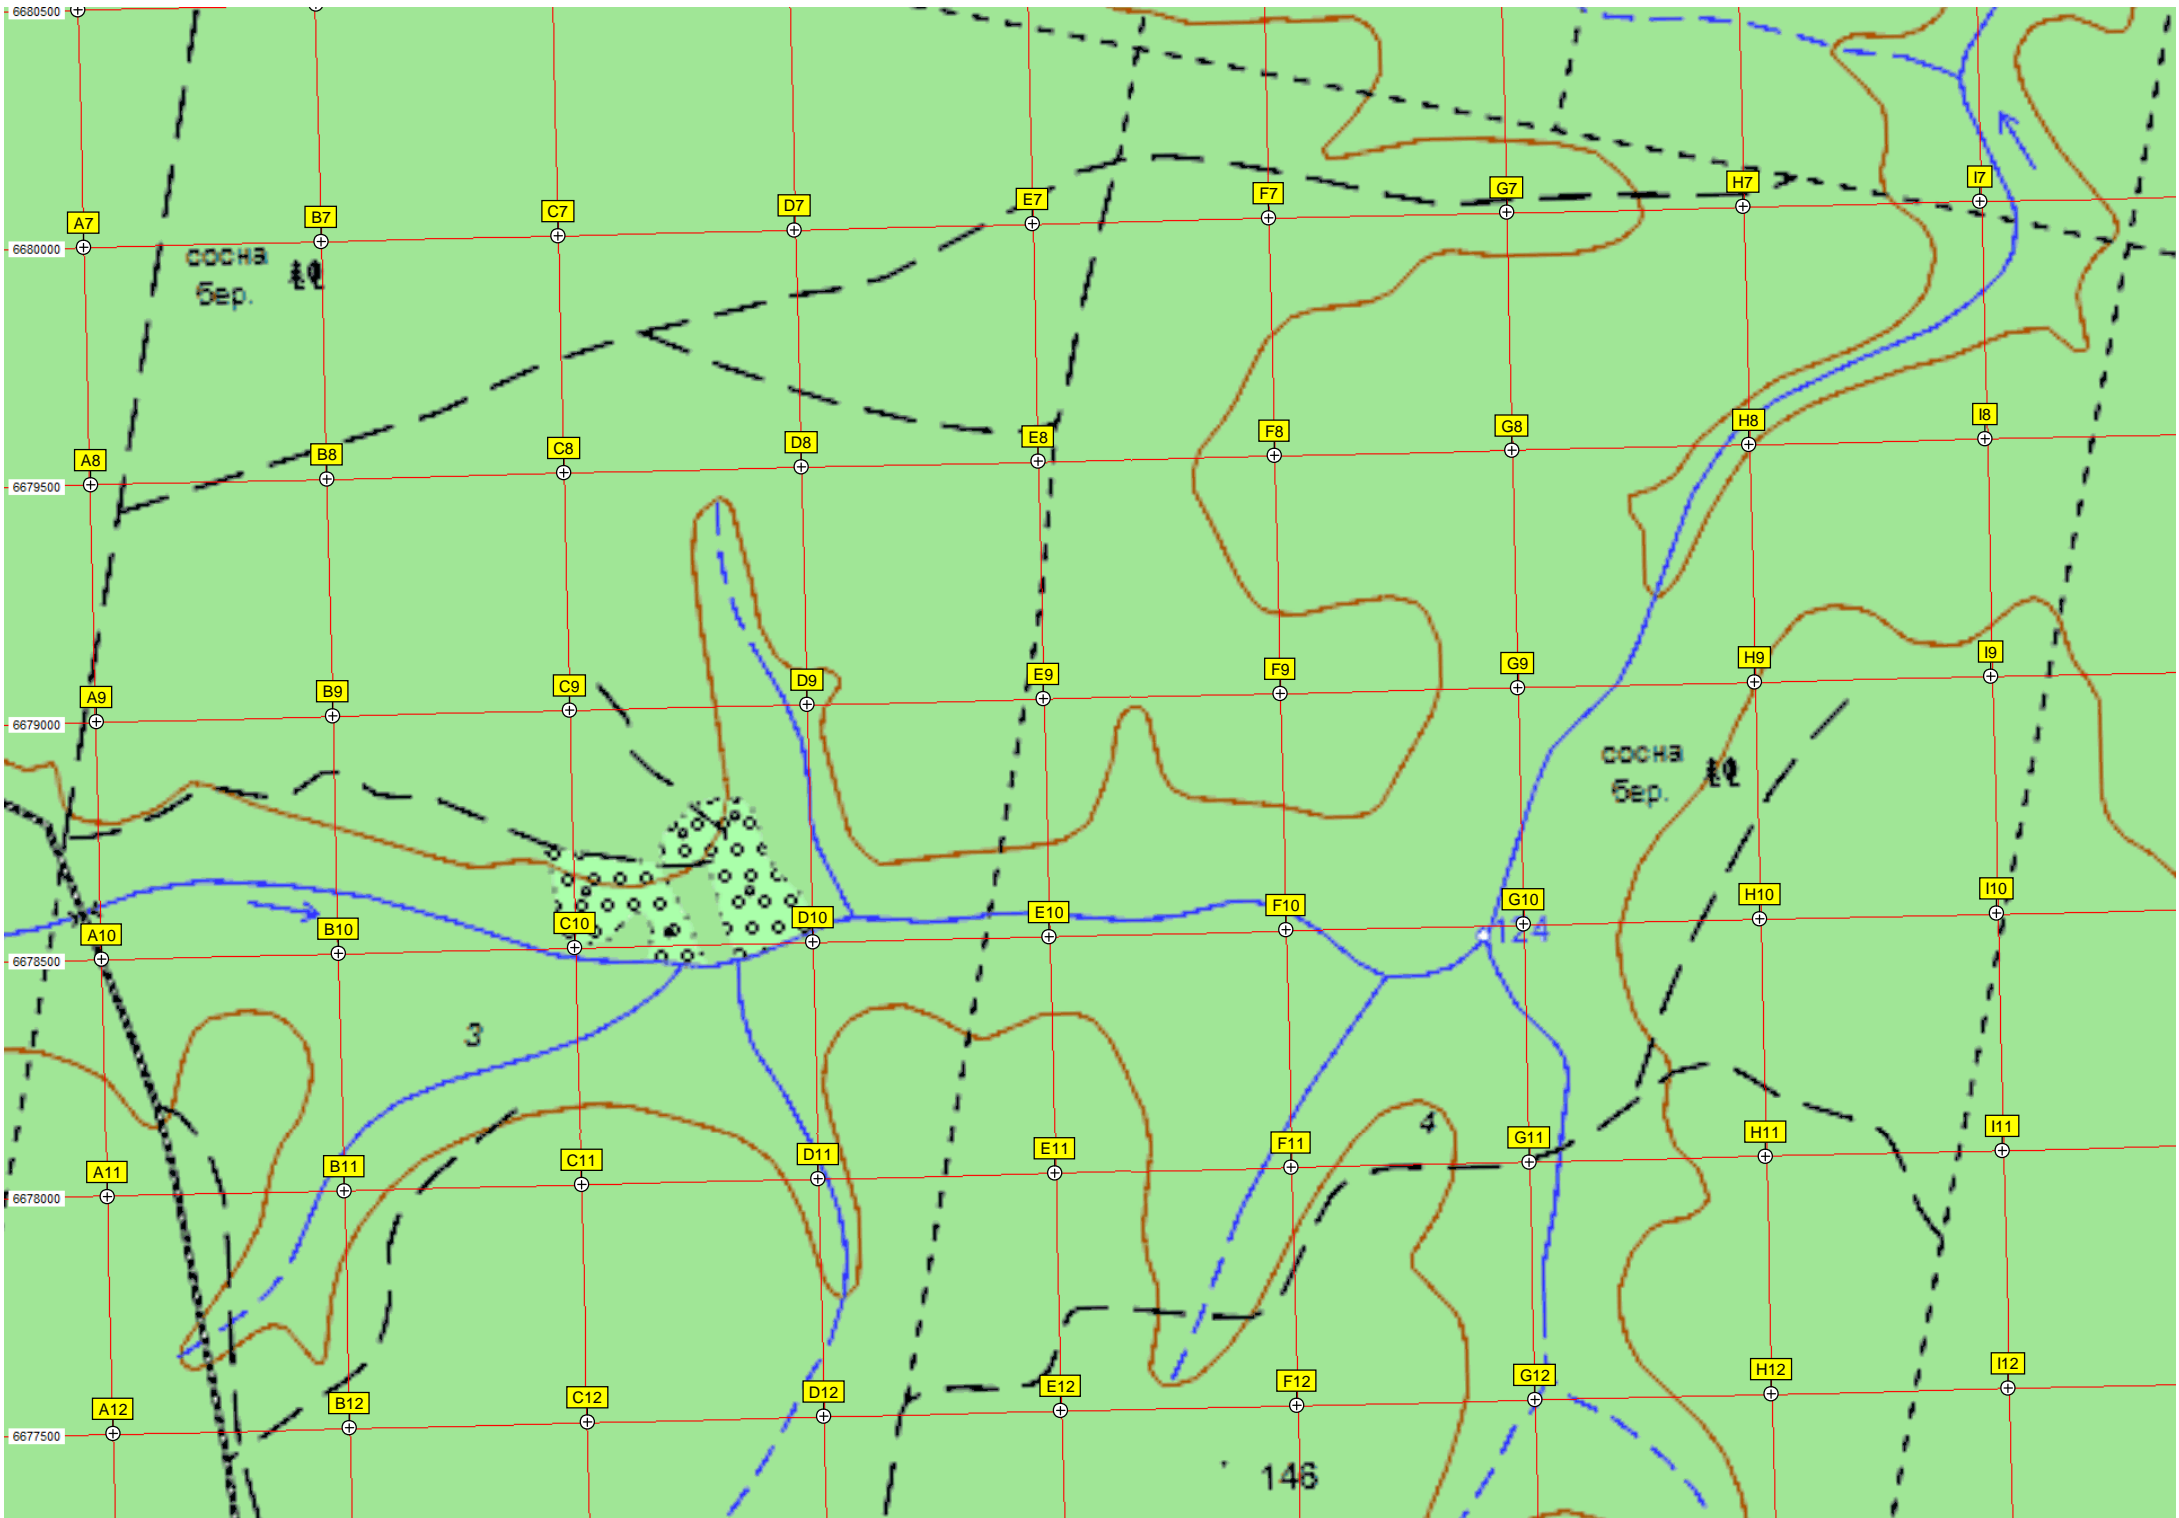 6680500
A7 B7 C7 D7 E7 F7 G7 H7 I7
6680000
сосна
бер.
A8 B8 C8 D8 E8 F8 G8 H8 I8
6679500
A9 B9 C9 D9 E9 F9 G9 H9 I9
6679000
сосна
бер.
A10 B10 C10 D10 E10 F10 G10 H10 I10
124
6678500
3
4
A11 B11 C11 D11 E11 F11 G11 H11 I11
6678000
A12 B12 C12 D12 E12 F12 G12 H12 I12
6677500
146